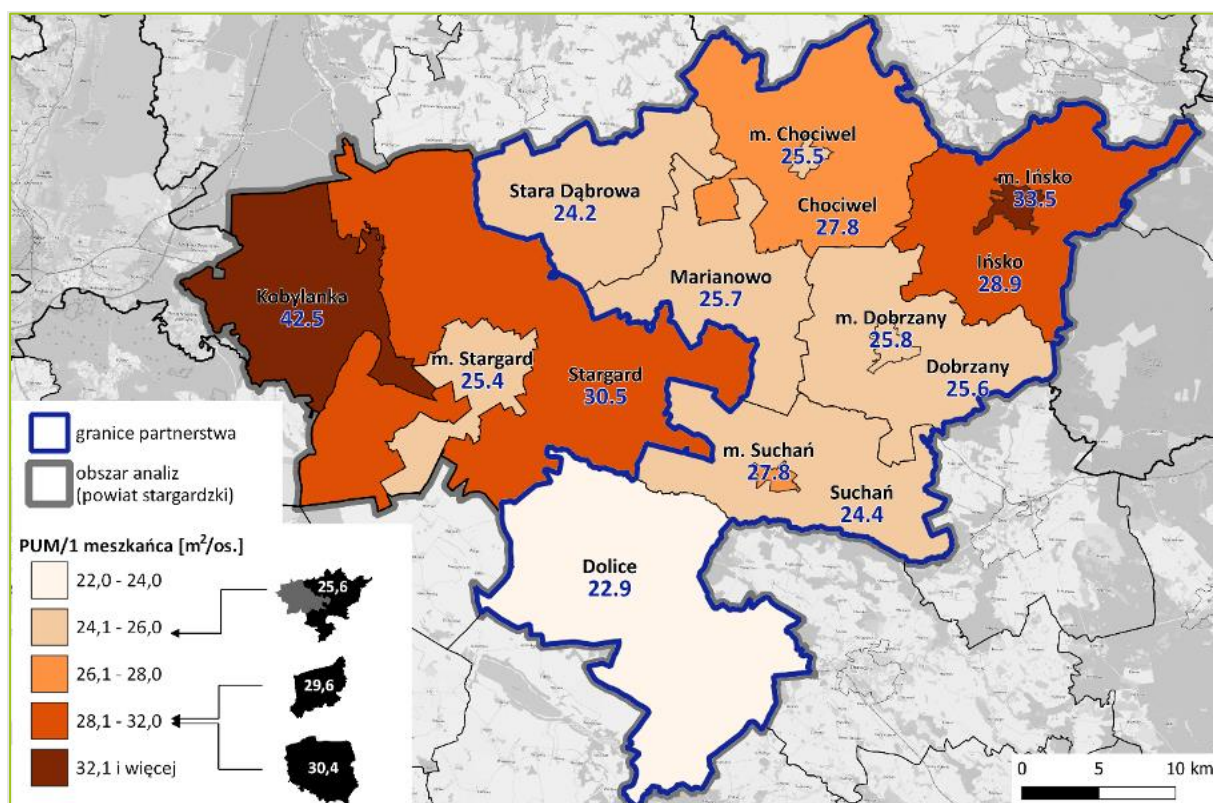 m. Chociwel
25.5
Stara Dąbrowa
24.2
m. Ińsko
33.5
Chociwel
27.8
Marianowo
25.7
Ińsko
28.9
Kobylanka
42.5
m. Dobrzany
25.8
m. Stargard
25.4
Stargard
30.5
Dobrzany
25.6
m. Suchań
27.8
Suchań
24.4
Dolice
22.9
granice partnerstwa
obszar analiz
(powiat stargardzki)
PUM/1 meszkańca [m²/os.]
22,0 - 24,0
25,6
24,1 - 26,0
26,1 - 28,0
29,6
28,1 - 32,0
32,1 i więcej
30,4
0 5 10 km